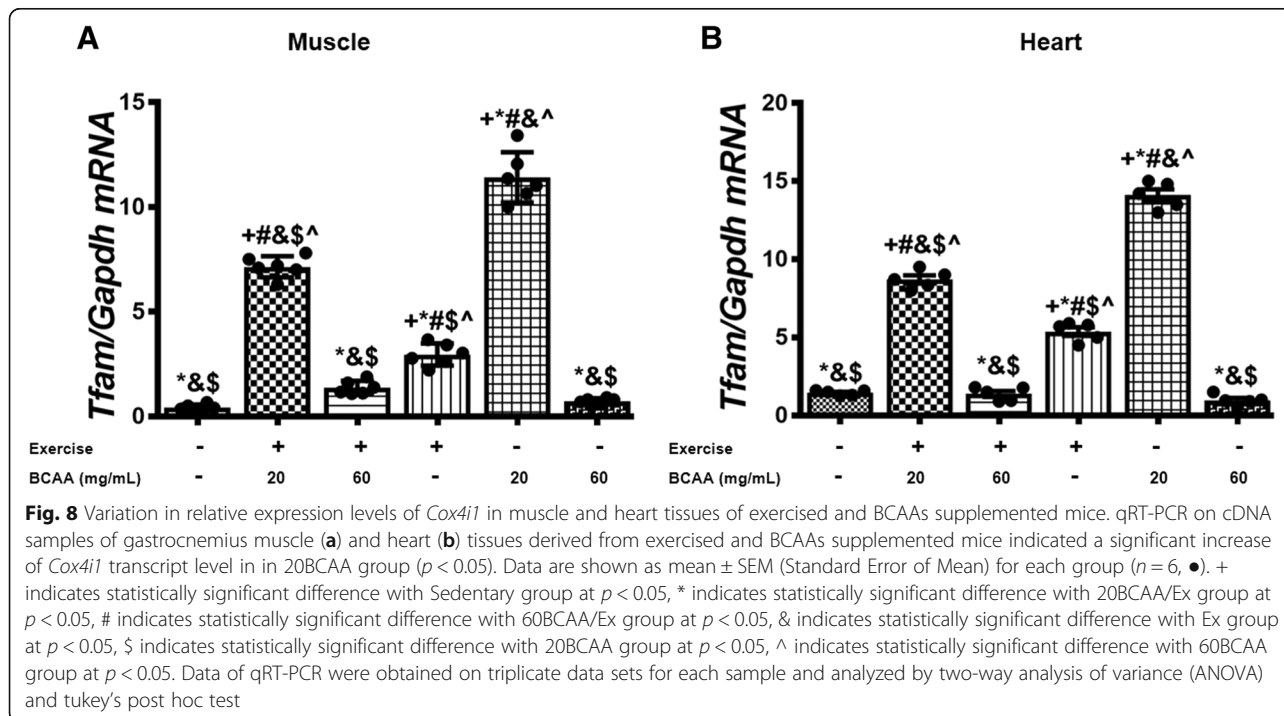 A Muscle
B Heart
Tfam/Gapdh mRNA
15
10
5
0
*&$
+#&$^
*&$
+*#$^
+*#&^
*&$
Exercise - + + + - -
BCAA (mg/mL) - 20 60 - 20 60
Tfam/Gapdh mRNA
20
15
10
5
0
*&$
+#&$^
*&$
+*#$^
+*#&^
*&$
Exercise - + + + - -
BCAA (mg/mL) - 20 60 - 20 60
Fig. 8 Variation in relative expression levels of Cox4i1 in muscle and heart tissues of exercised and BCAAs supplemented mice. qRT-PCR on cDNA
samples of gastrocnemius muscle (a) and heart (b) tissues derived from exercised and BCAAs supplemented mice indicated a significant increase
of Cox4i1 transcript level in in 20BCAA group (p < 0.05). Data are shown as mean ± SEM (Standard Error of Mean) for each group (n = 6, ●). +
indicates statistically significant difference with Sedentary group at p < 0.05, * indicates statistically significant difference with 20BCAA/Ex group at
p < 0.05, # indicates statistically significant difference with 60BCAA/Ex group at p < 0.05, & indicates statistically significant difference with Ex group
at p < 0.05, $ indicates statistically significant difference with 20BCAA group at p < 0.05, ^ indicates statistically significant difference with 60BCAA
group at p < 0.05. Data of qRT-PCR were obtained on triplicate data sets for each sample and analyzed by two-way analysis of variance (ANOVA)
and tukey's post hoc test